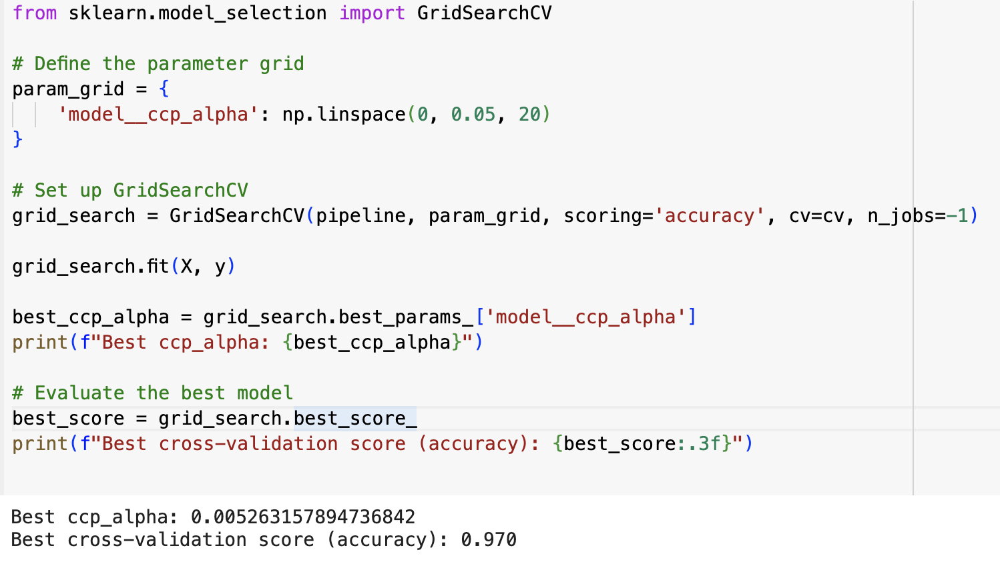 from sklearn.model_selection import GridSearchCV
# Define the parameter grid
param_grid = {
    'model__ccp_alpha': np.linspace(0, 0.05, 20)
}
# Set up GridSearchCV
grid_search = GridSearchCV(pipeline, param_grid, scoring='accuracy', cv=cv, n_jobs=-1)
grid_search.fit(X, y)
best_ccp_alpha = grid_search.best_params_['model__ccp_alpha']
print(f"Best ccp_alpha: {best_ccp_alpha}")
# Evaluate the best model
best_score = grid_search.best_score_
print(f"Best cross-validation score (accuracy): {best_score:.3f}")
Best ccp_alpha: 0.005263157894736842
Best cross-validation score (accuracy): 0.970